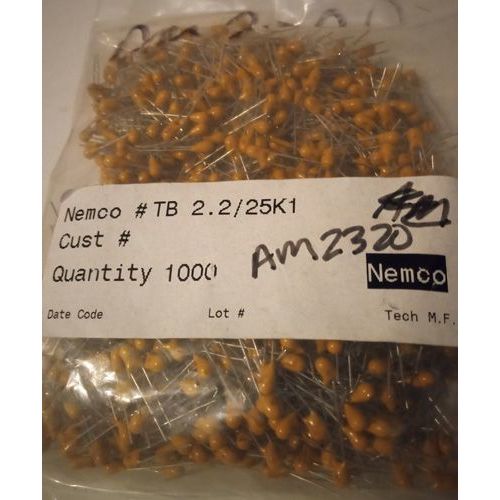 Nemco # TB 2.2/25K1
Cust #
AM2320
Quantity 1000
Nemco
Date Code Lot # Tech M.F.